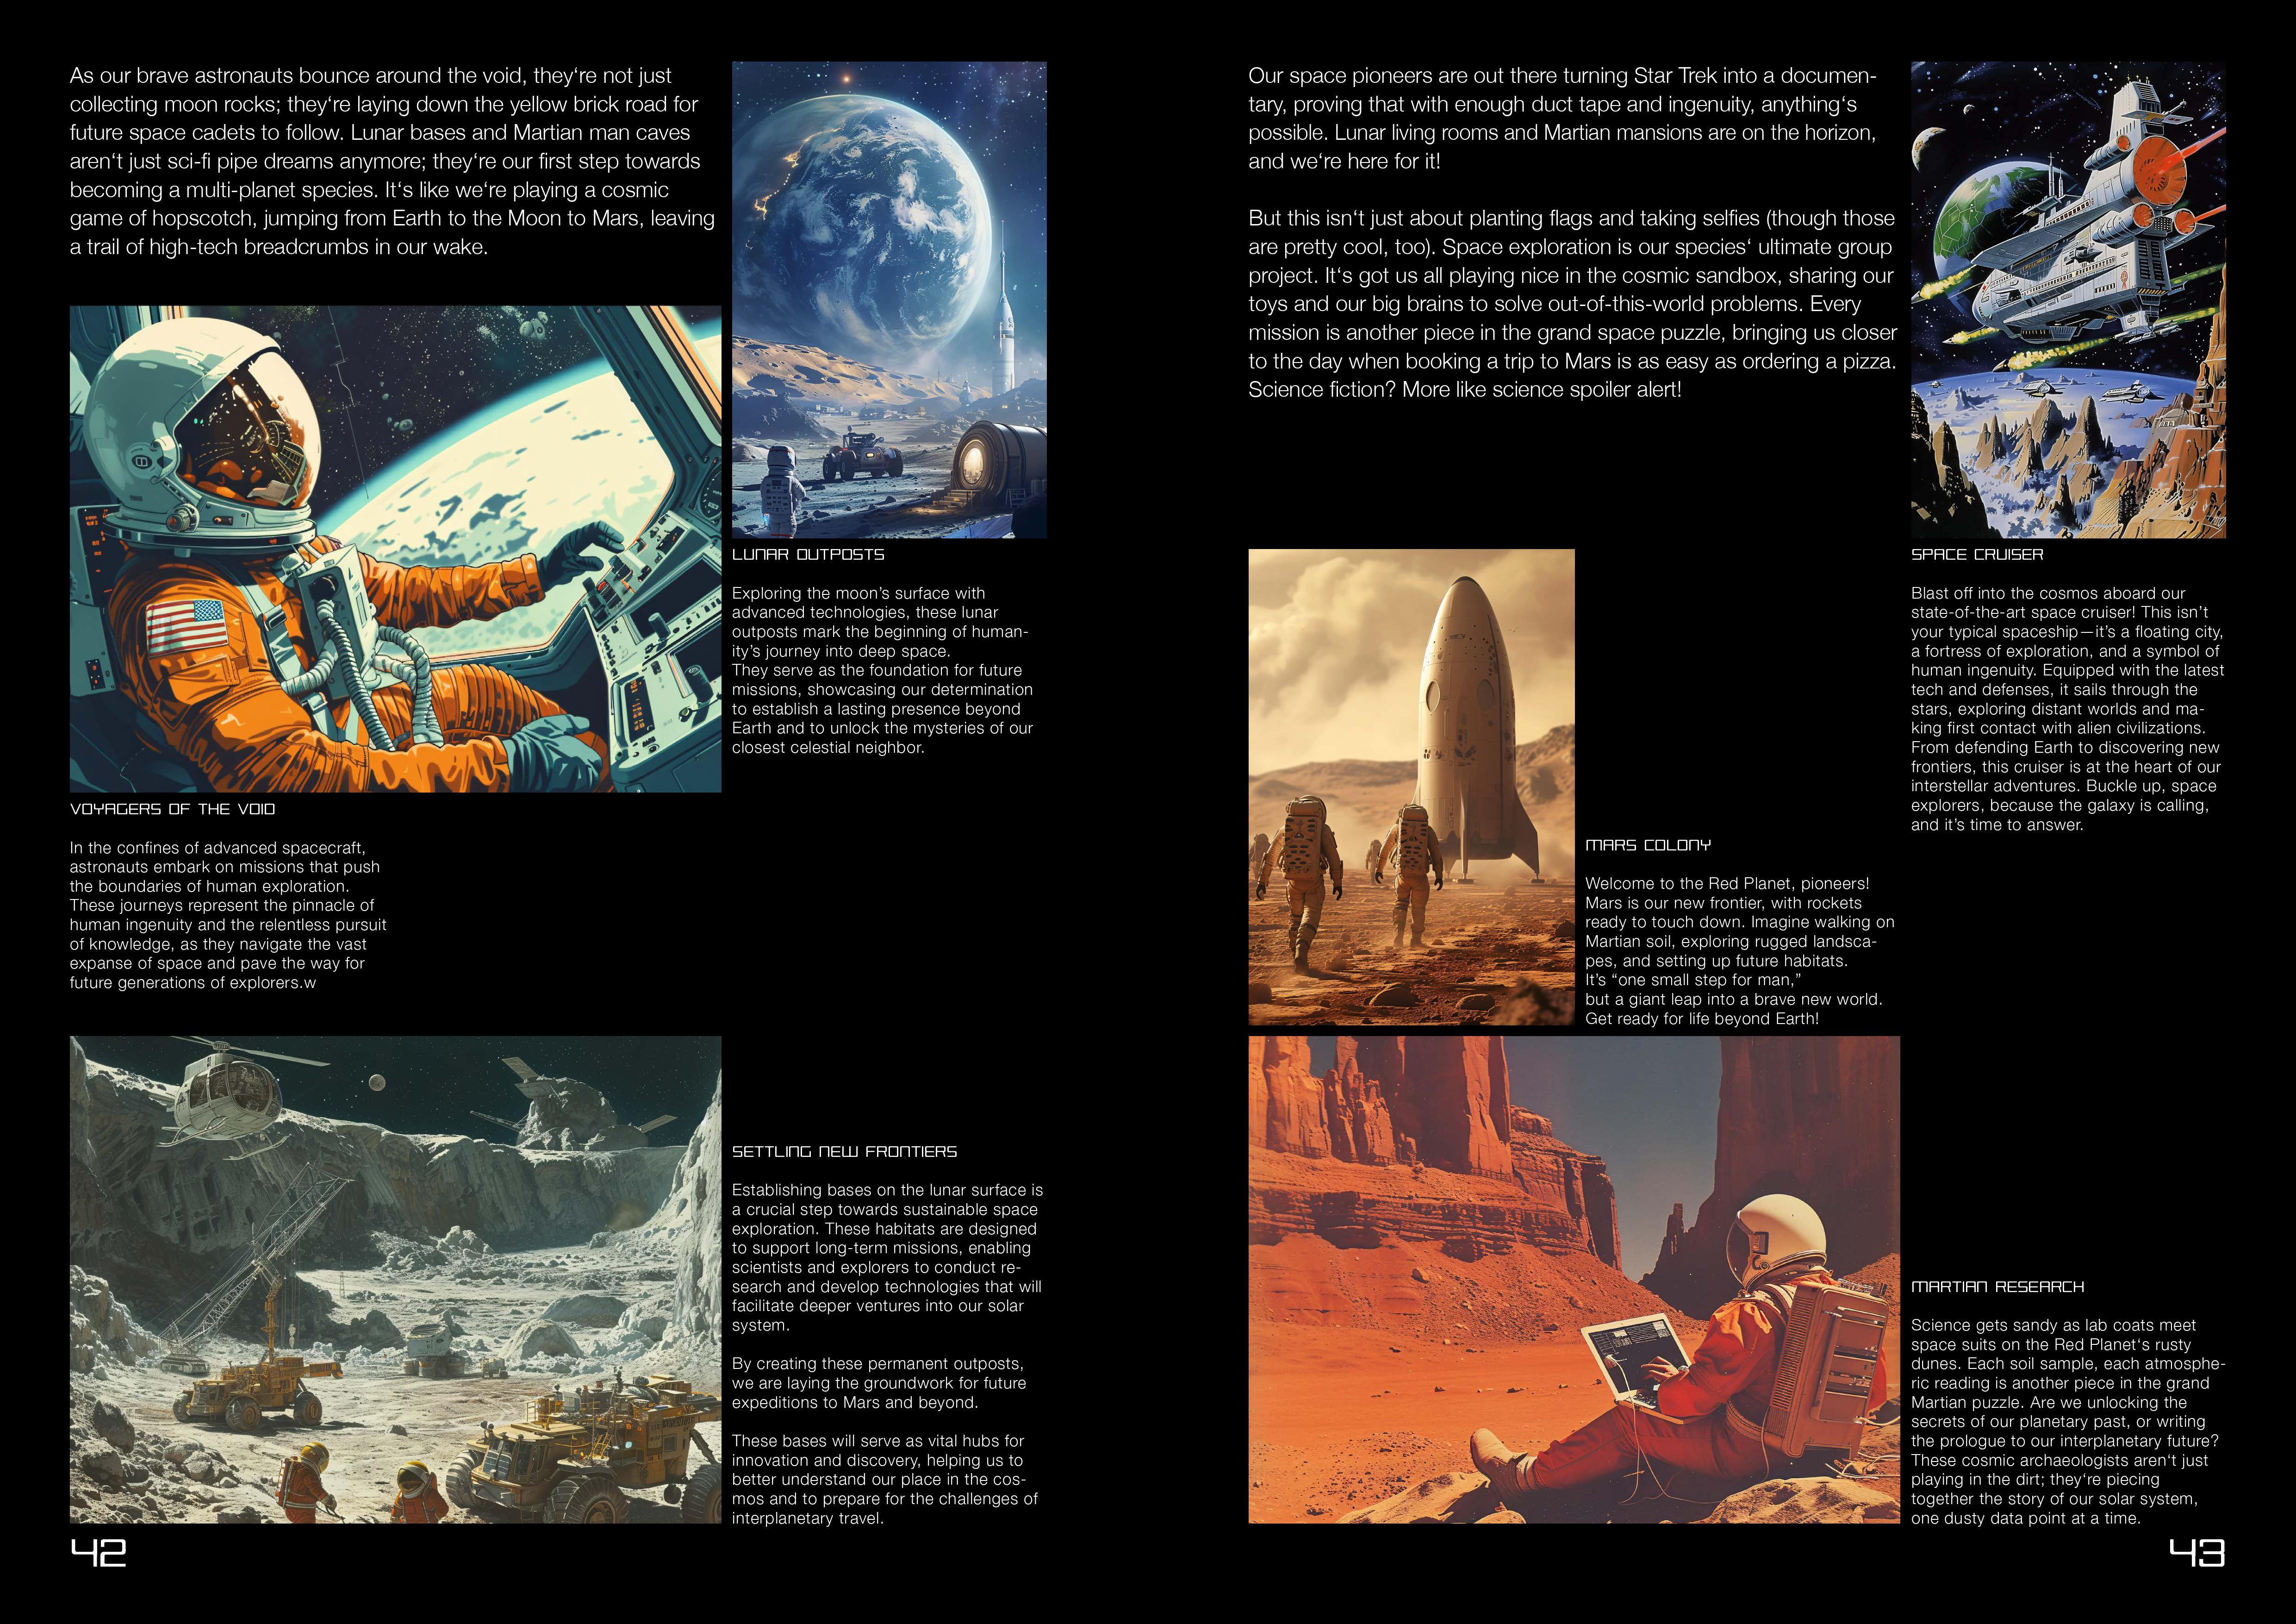 As our brave astronauts bounce around the void, they‘re not just
collecting moon rocks; they‘re laying down the yellow brick road for
future space cadets to follow. Lunar bases and Martian man caves
aren‘t just sci-fi pipe dreams anymore; they‘re our first step towards
becoming a multi-planet species. It‘s like we‘re playing a cosmic
game of hopscotch, jumping from Earth to the Moon to Mars, leaving
a trail of high-tech breadcrumbs in our wake.
LUNAR OUTPOSTS
Exploring the moon’s surface with
advanced technologies, these lunar
outposts mark the beginning of human-
ity’s journey into deep space.
They serve as the foundation for future
missions, showcasing our determination
to establish a lasting presence beyond
Earth and to unlock the mysteries of our
closest celestial neighbor.
VOYAGERS OF THE VOID
In the confines of advanced spacecraft,
astronauts embark on missions that push
the boundaries of human exploration.
These journeys represent the pinnacle of
human ingenuity and the relentless pursuit
of knowledge, as they navigate the vast
expanse of space and pave the way for
future generations of explorers.w
SETTLING NEW FRONTIERS
Establishing bases on the lunar surface is
a crucial step towards sustainable space
exploration. These habitats are designed
to support long-term missions, enabling
scientists and explorers to conduct re-
search and develop technologies that will
facilitate deeper ventures into our solar
system.
By creating these permanent outposts,
we are laying the groundwork for future
expeditions to Mars and beyond.
These bases will serve as vital hubs for
innovation and discovery, helping us to
better understand our place in the cos-
mos and to prepare for the challenges of
interplanetary travel.
42
Our space pioneers are out there turning Star Trek into a documen-
tary, proving that with enough duct tape and ingenuity, anything‘s
possible. Lunar living rooms and Martian mansions are on the horizon,
and we‘re here for it!
But this isn‘t just about planting flags and taking selfies (though those
are pretty cool, too). Space exploration is our species‘ ultimate group
project. It‘s got us all playing nice in the cosmic sandbox, sharing our
toys and our big brains to solve out-of-this-world problems. Every
mission is another piece in the grand space puzzle, bringing us closer
to the day when booking a trip to Mars is as easy as ordering a pizza.
Science fiction? More like science spoiler alert!
SPACE CRUISER
Blast off into the cosmos aboard our
state-of-the-art space cruiser! This isn’t
your typical spaceship—it’s a floating city,
a fortress of exploration, and a symbol of
human ingenuity. Equipped with the latest
tech and defenses, it sails through the
stars, exploring distant worlds and ma-
king first contact with alien civilizations.
From defending Earth to discovering new
frontiers, this cruiser is at the heart of our
interstellar adventures. Buckle up, space
explorers, because the galaxy is calling,
and it’s time to answer.
MARS COLONY
Welcome to the Red Planet, pioneers!
Mars is our new frontier, with rockets
ready to touch down. Imagine walking on
Martian soil, exploring rugged landsca-
pes, and setting up future habitats.
It’s “one small step for man,”
but a giant leap into a brave new world.
Get ready for life beyond Earth!
MARTIAN RESEARCH
Science gets sandy as lab coats meet
space suits on the Red Planet‘s rusty
dunes. Each soil sample, each atmosphe-
ric reading is another piece in the grand
Martian puzzle. Are we unlocking the
secrets of our planetary past, or writing
the prologue to our interplanetary future?
These cosmic archaeologists aren‘t just
playing in the dirt; they‘re piecing
together the story of our solar system,
one dusty data point at a time.
43